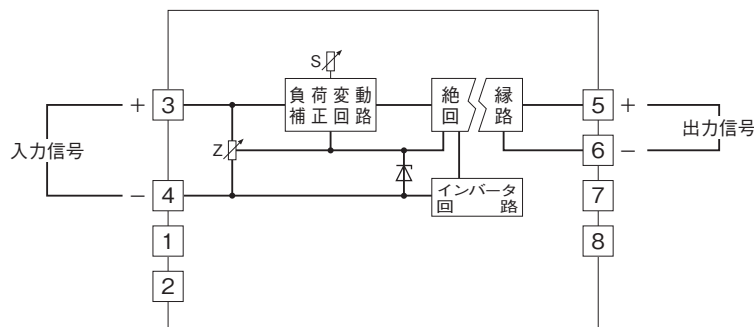 S
負荷変動
補正回路
絶縁
回路
+ 3
5 +
入力信号
Z
6 −
出力信号
− 4
インバータ
回路
7
1
8
2